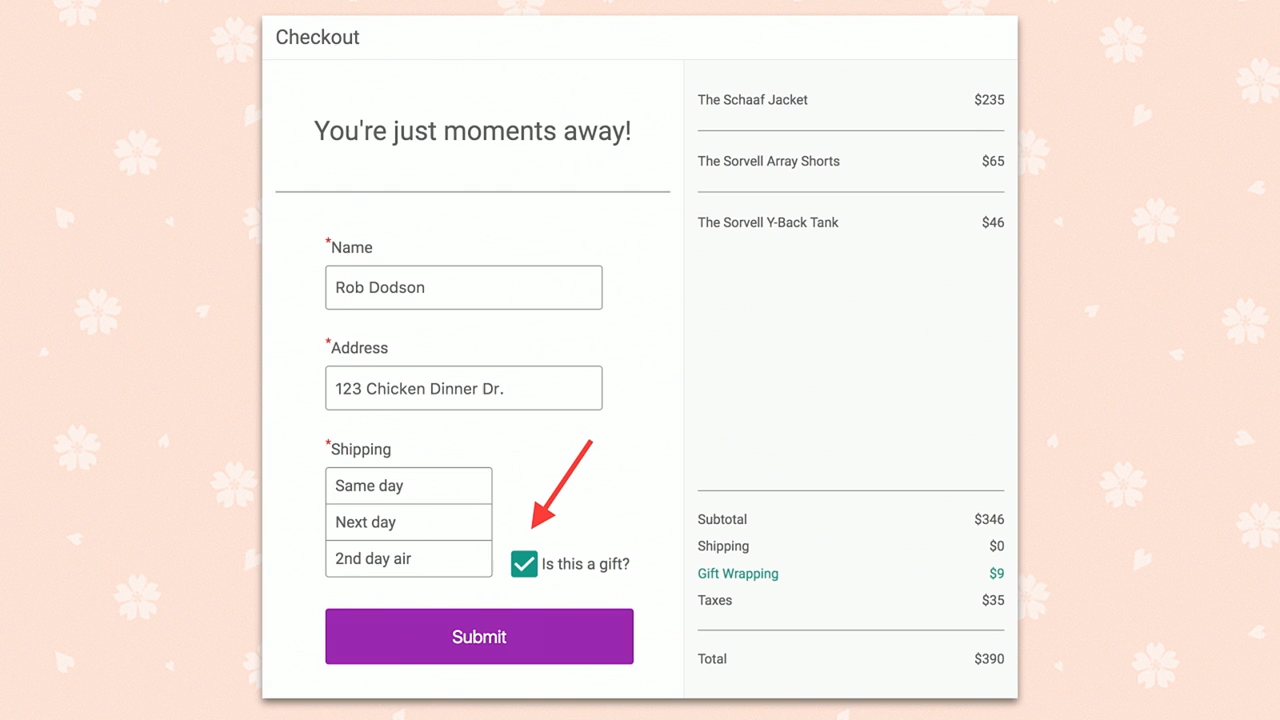 Checkout
You're just moments away!
*Name
Rob Dodson
*Address
123 Chicken Dinner Dr.
*Shipping
Same day
Next day
2nd day air
Is this a gift?
Submit
The Schaaf Jacket $235
The Sorvell Array Shorts $65
The Sorvell Y-Back Tank $46
Subtotal $346
Shipping $0
Gift Wrapping $9
Taxes $35
Total $390